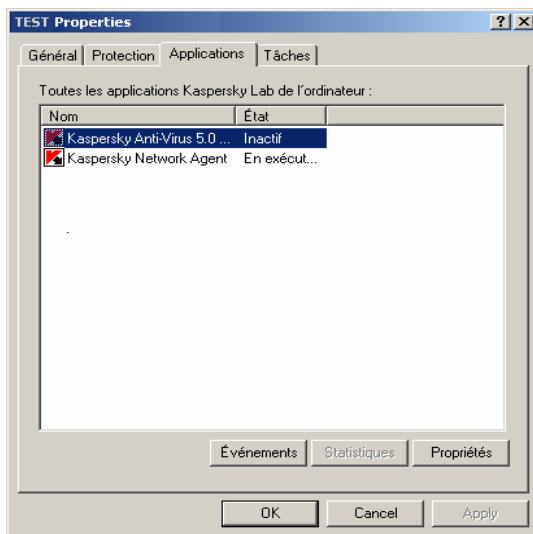 TEST Properties
Général Protection Applications Tâches
Toutes les applications Kaspersky Lab de l'ordinateur :
Nom État
Kaspersky Anti-Virus 5.0 ... Inactif
Kaspersky Network Agent En exécut...
Événements Statistiques Propriétés
OK Cancel Apply